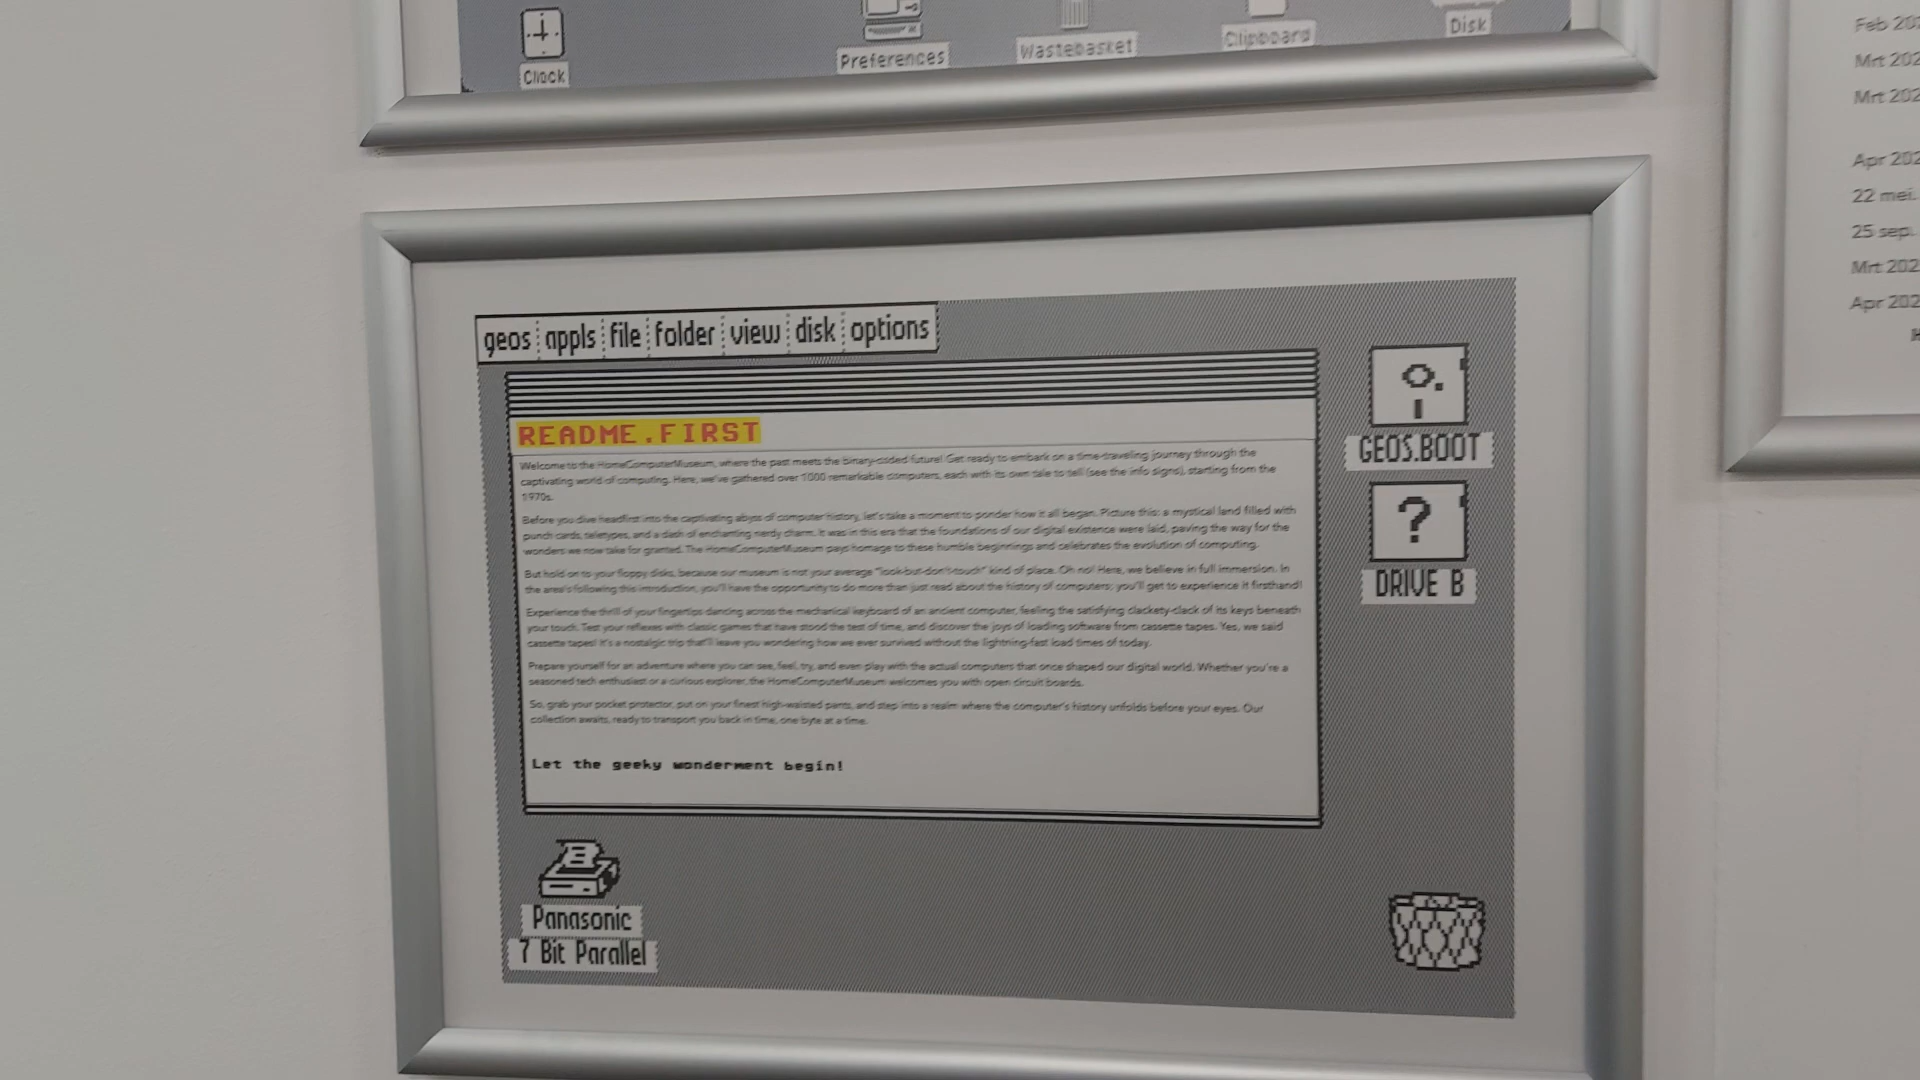 Clock
Preferences
Wastebasket
Clipboard
Disk
geos appls file folder view disk options
README.FIRST
Welcome to the HomeComputerMuseum, where the past meets the binary-coded future! Get ready to embark on a time-traveling journey through the
captivating world of computing. Here, we've gathered over 1000 remarkable computers, each with its own tale to tell (see the info signs), starting from the
1970s.
Before you dive headfirst into the captivating abyss of computer history, let's take a moment to ponder how it all began. Picture this: a mystical land filled with
punch cards, teletypes, and a dash of enchanting nerdy charm. It was in this era that the foundations of our digital existence were laid, paving the way for the
wonders we now take for granted. The HomeComputerMuseum pays homage to these humble beginnings and celebrates the evolution of computing.
But hold on to your floppy disks, because our museum is not your average "look-but-don't-touch" kind of place. Oh no! Here, we believe in full immersion. In
the area's following this introduction, you'll have the opportunity to do more than just read about the history of computers; you'll get to experience it firsthand!
Experience the thrill of your fingertips dancing across the mechanical keyboard of an ancient computer, feeling the satisfying clackety-clack of its keys beneath
your touch. Test your reflexes with classic games that have stood the test of time, and discover the joys of loading software from cassette tapes. Yes, we said
cassette tapes! It's a nostalgic trip that'll leave you wondering how we ever survived without the lightning-fast load times of today.
Prepare yourself for an adventure where you can see, feel, try, and even play with the actual computers that once shaped our digital world. Whether you're a
seasoned tech enthusiast or a curious explorer, the HomeComputerMuseum welcomes you with open circuit boards.
So, grab your pocket protector, put on your finest high-waisted pants, and step into a realm where the computer's history unfolds before your eyes. Our
collection awaits, ready to transport you back in time, one byte at a time.
Let the geeky wonderment begin!
GEOS.BOOT
DRIVE B
Panasonic
7 Bit Parallel
Feb
Mrt
Mrt
Apr
22 mei.
25 sep.
Mrt
Apr